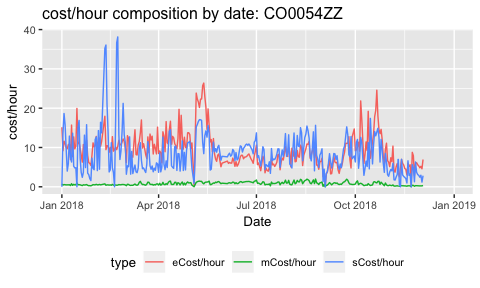 cost/hour composition by date: CO0054ZZ
40
30
20
10
0
cost/hour
Jan 2018 Apr 2018 Jul 2018 Oct 2018 Jan 2019
Date
type eCost/hour mCost/hour sCost/hour